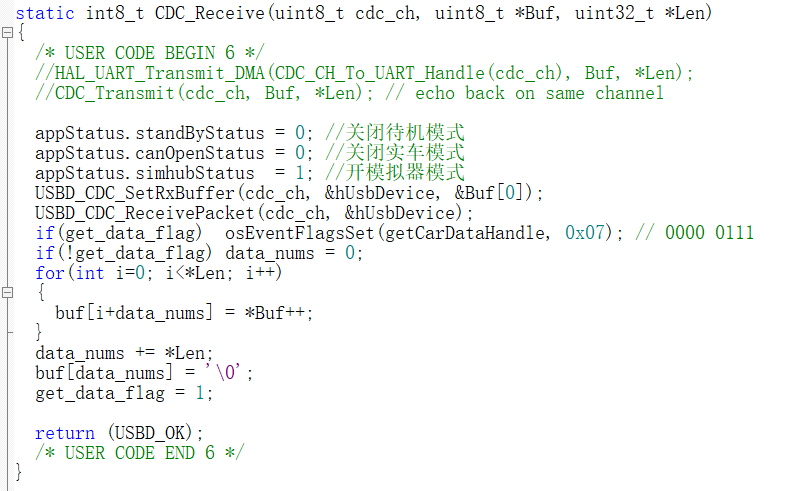 static int8_t CDC_Receive(uint8_t cdc_ch, uint8_t *Buf, uint32_t *Len)
{
  /* USER CODE BEGIN 6 */
  //HAL_UART_Transmit_DMA(CDC_CH_To_UART_Handle(cdc_ch), Buf, *Len);
  //CDC_Transmit(cdc_ch, Buf, *Len); // echo back on same channel

  appStatus.standByStatus = 0; //关闭待机模式
  appStatus.canOpenStatus = 0; //关闭实车模式
  appStatus.simhubStatus  = 1; //开模拟器模式
  USBD_CDC_SetRxBuffer(cdc_ch, &hUsbDevice, &Buf[0]);
  USBD_CDC_ReceivePacket(cdc_ch, &hUsbDevice);
  if(get_data_flag)  osEventFlagsSet(getCarDataHandle, 0x07); // 0000 0111
  if(!get_data_flag) data_nums = 0;
  for(int i=0; i<*Len; i++)
  {
    buf[i+data_nums] = *Buf++;
  }
  data_nums += *Len;
  buf[data_nums] = '\0';
  get_data_flag = 1;

  return (USBD_OK);
  /* USER CODE END 6 */
}